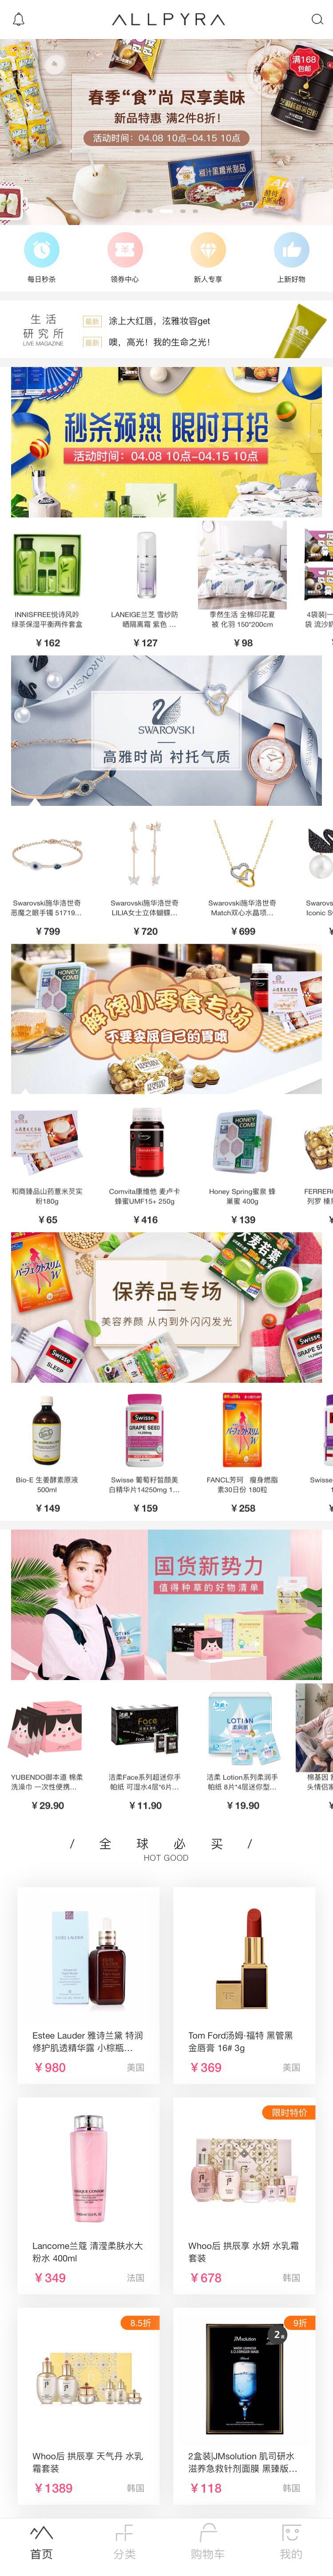 ALLPYRA
春季“食”尚 尽享美味
新品特惠 满2件8折!
活动时间：04.08 10点-04.15 10点
满168
包邮
每日秒杀
领券中心
新人专享
上新好物
生活
研究所
LIVE MAGAZINE
最新 涂上大红唇，泫雅妆容get
最新 噢，高光！我的生命之光！
秒杀预热 限时开抢
活动时间：04.08 10点-04.15 10点
INNISFREE悦诗风吟
绿茶保湿平衡两件套盒
¥ 162
LANEIGE兰芝 雪纱防
晒隔离霜 紫色 ...
¥ 127
季然生活 全棉印花夏
被 化羽 150*200cm
¥ 98
4袋装|一
袋 流沙奶
SWAROVSKI
高雅时尚 衬托气质
Swarovski施华洛世奇
恶魔之眼手镯 51719...
¥ 799
Swarovski施华洛世奇
LILIA女士立体蝴蝶...
¥ 720
Swarovski施华洛世奇
Match双心水晶项...
¥ 699
Swarovs
Iconic S
HONEY COMB
解馋小零食专场
不要委屈自己的胃哦
和商臻品山药薏米芡实
粉180g
¥ 65
Comvita康维他 麦卢卡
蜂蜜UMF15+ 250g
¥ 416
Honey Spring蜜泉 蜂
巢蜜 400g
¥ 139
FERRER
列罗 榛
保养品专场
美容养颜 从内到外闪闪发光
Swisse
SLEEP
Bio-E 生姜酵素原液
500ml
¥ 149
Swisse 葡萄籽皙颜美
白精华片14250mg 1...
¥ 159
FANCL芳珂 瘦身燃脂
素30日份 180粒
¥ 258
Swisse
国货新势力
值得种草的好物清单
YUBENDO御本道 棉柔
洗澡巾 一次性便携...
¥ 29.90
洁柔Face系列超迷你手
帕纸 可湿水4层*6片...
¥ 11.90
洁柔 Lotion系列柔润手
帕纸 8片*4层迷你型...
¥ 19.90
棉基因
头情侣
/ 全球必买 /
HOT GOOD
Estee Lauder 雅诗兰黛 特润
修护肌透精华露 小棕瓶...
¥ 980
美国
Tom Ford汤姆·福特 黑管黑
金唇膏 16# 3g
¥ 369
美国
Lancome兰蔻 清滢柔肤水大
粉水 400ml
¥ 349
法国
限时特价
Whoo后 拱辰享 水妍 水乳霜
套装
¥ 678
韩国
8.5折
Whoo后 拱辰享 天气丹 水乳
霜套装
¥ 1389
韩国
9折
JMsolution
2盒装|JMsolution 肌司研水
滋养急救针剂面膜 黑臻版...
¥ 118
韩国
首页
分类
购物车
我的